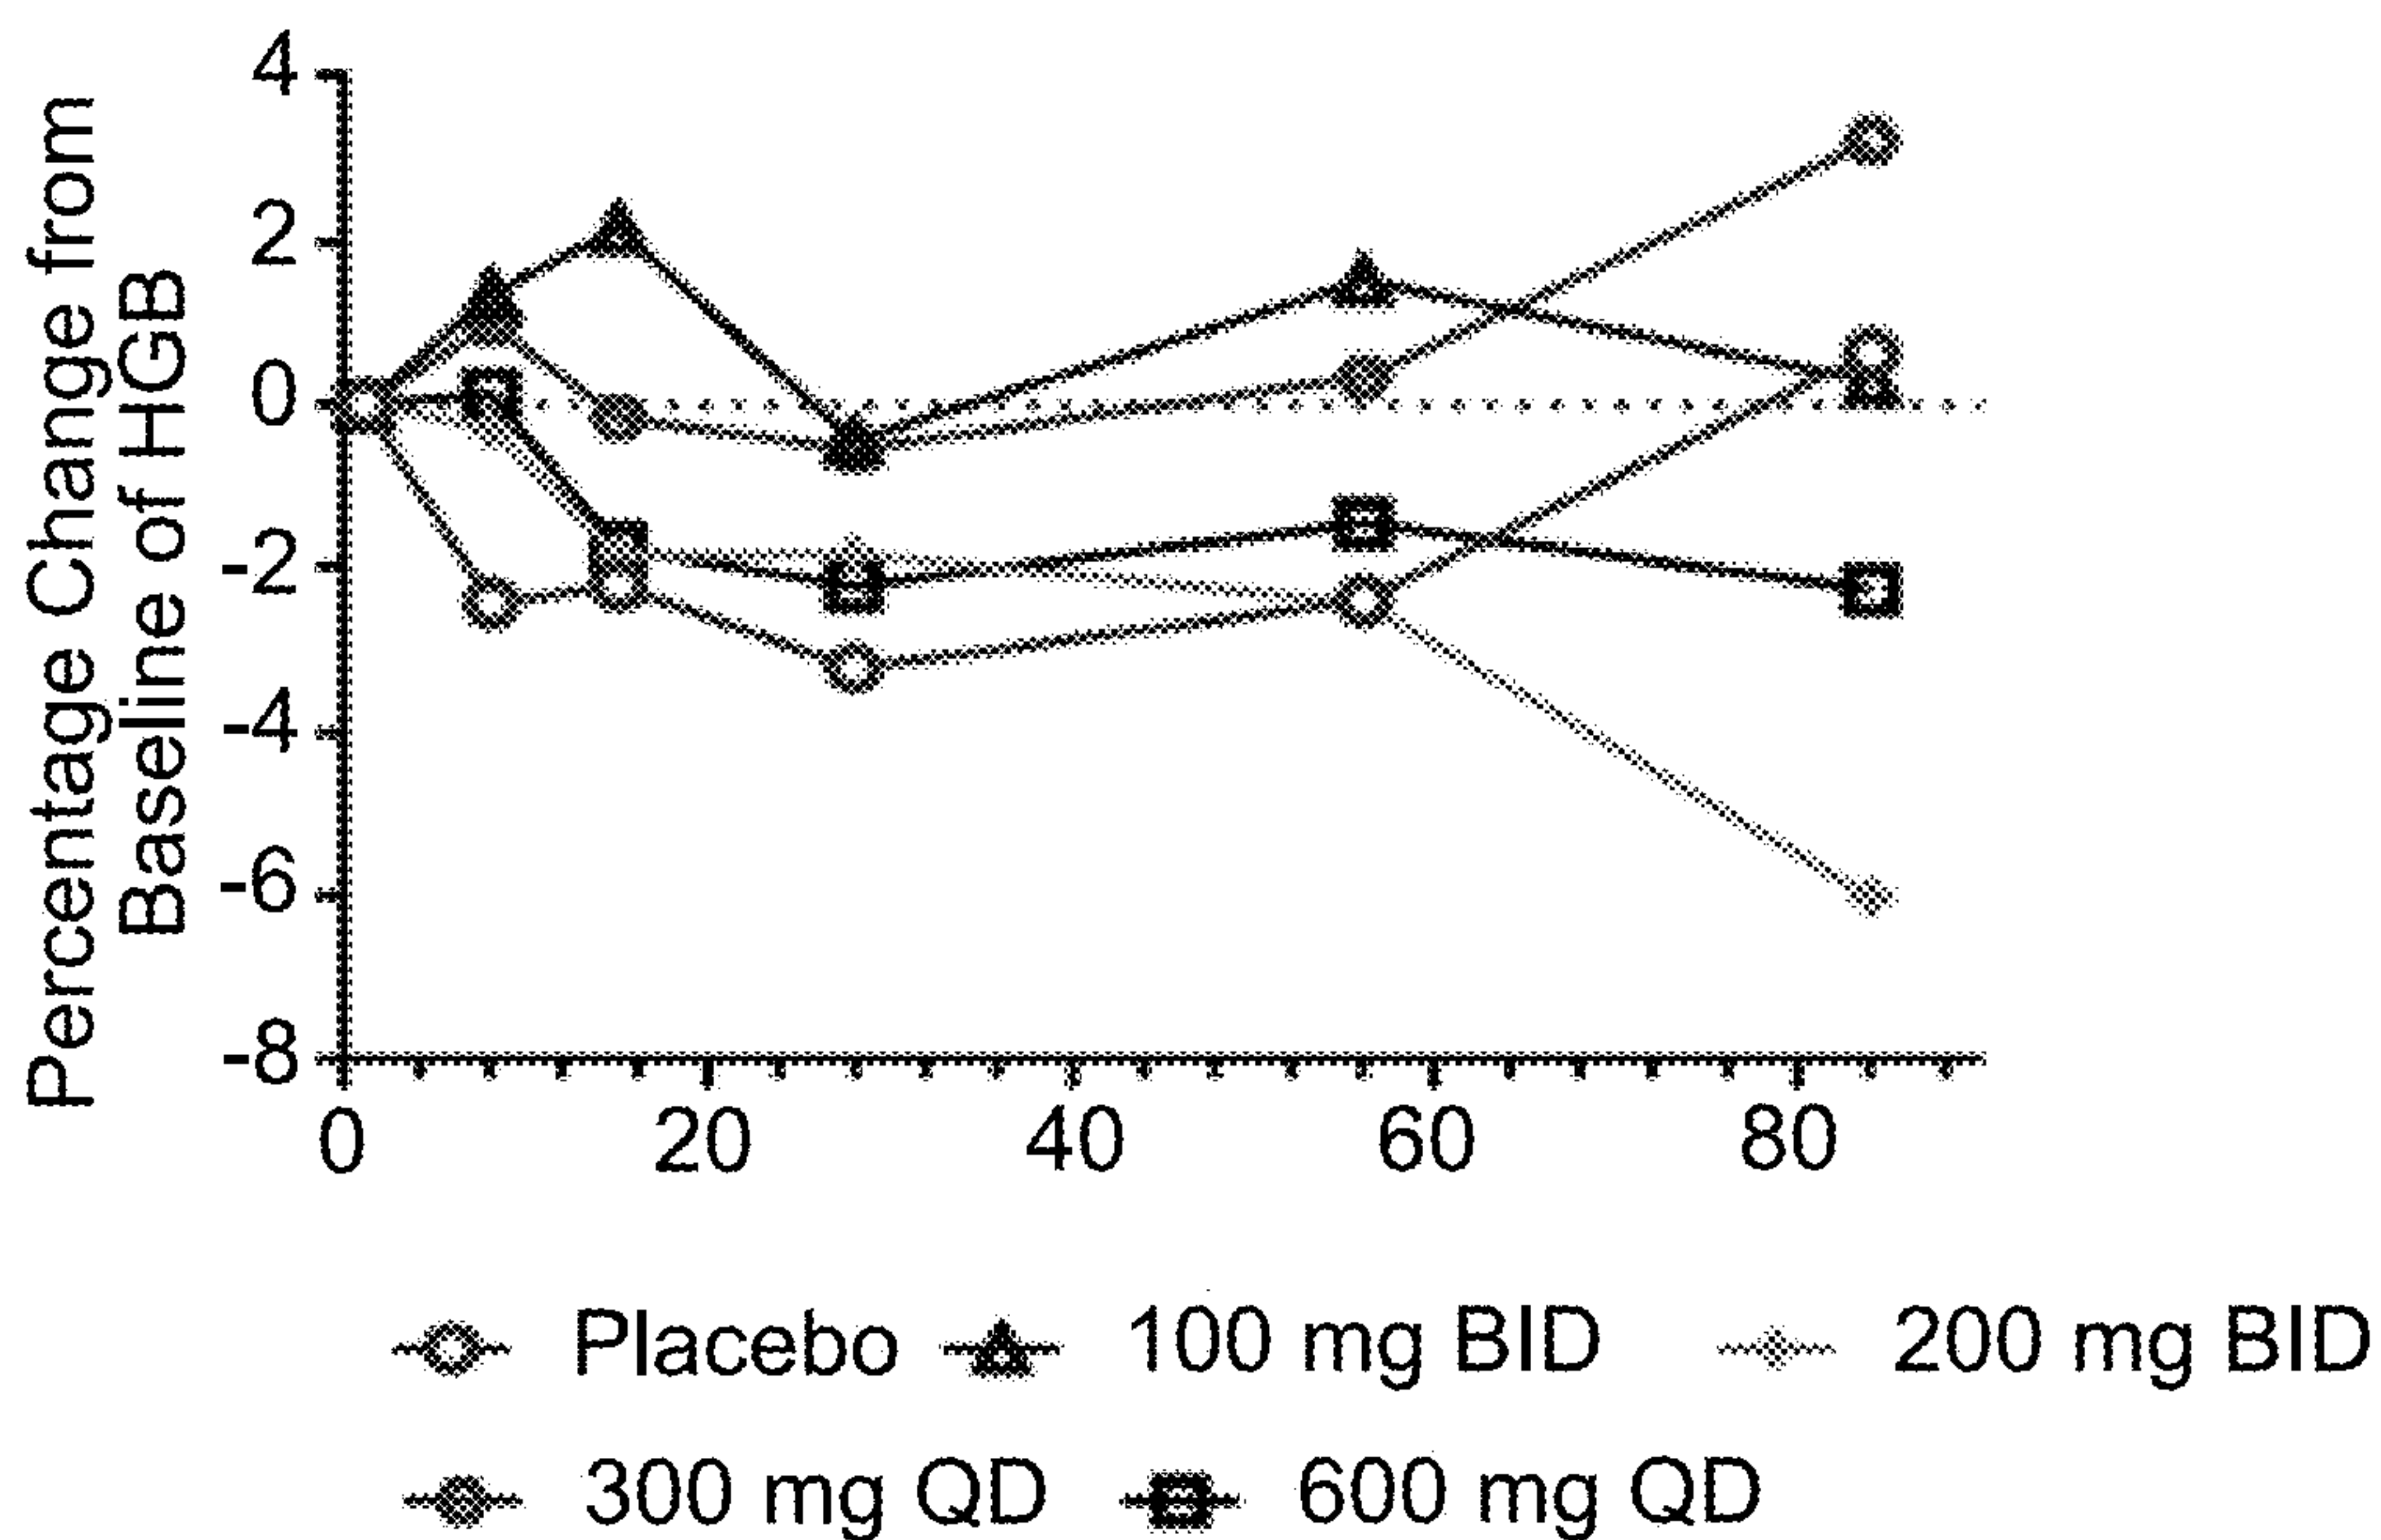 Percentage Change from
Baseline of HGB
4
2
0
-2
-4
-6
-8
0 20 40 60 80
Placebo 100 mg BID 200 mg BID
300 mg QD 600 mg QD